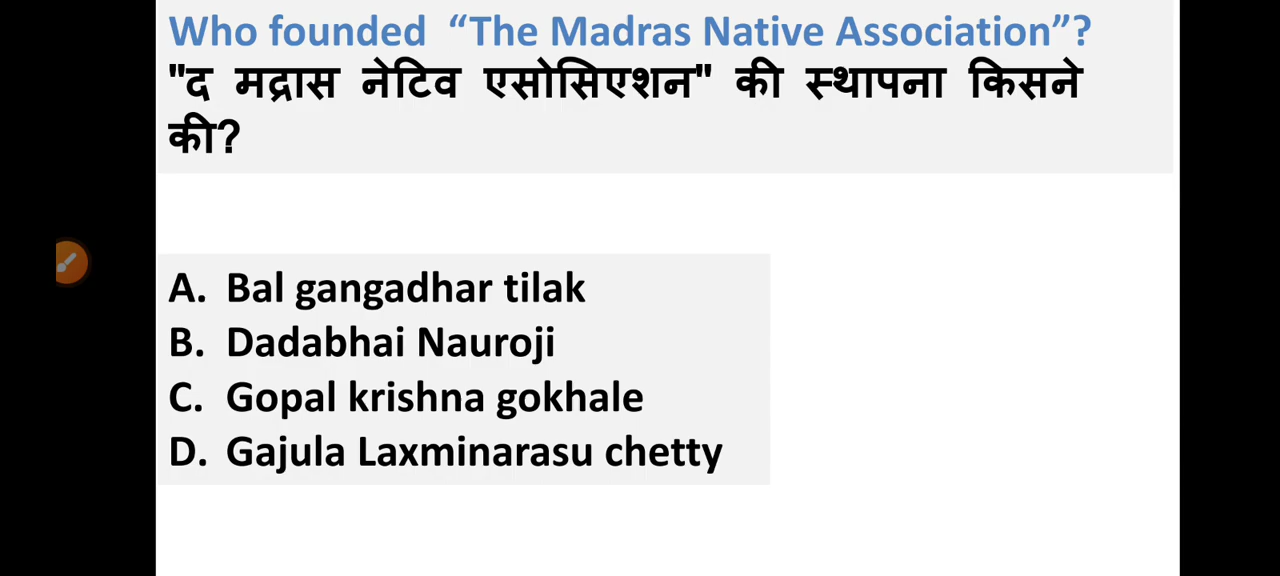 Who founded “The Madras Native Association”?
"द मद्रास नेटिव एसोसिएशन" की स्थापना किसने
की?
A. Bal gangadhar tilak
B. Dadabhai Nauroji
C. Gopal krishna gokhale
D. Gajula Laxminarasu chetty